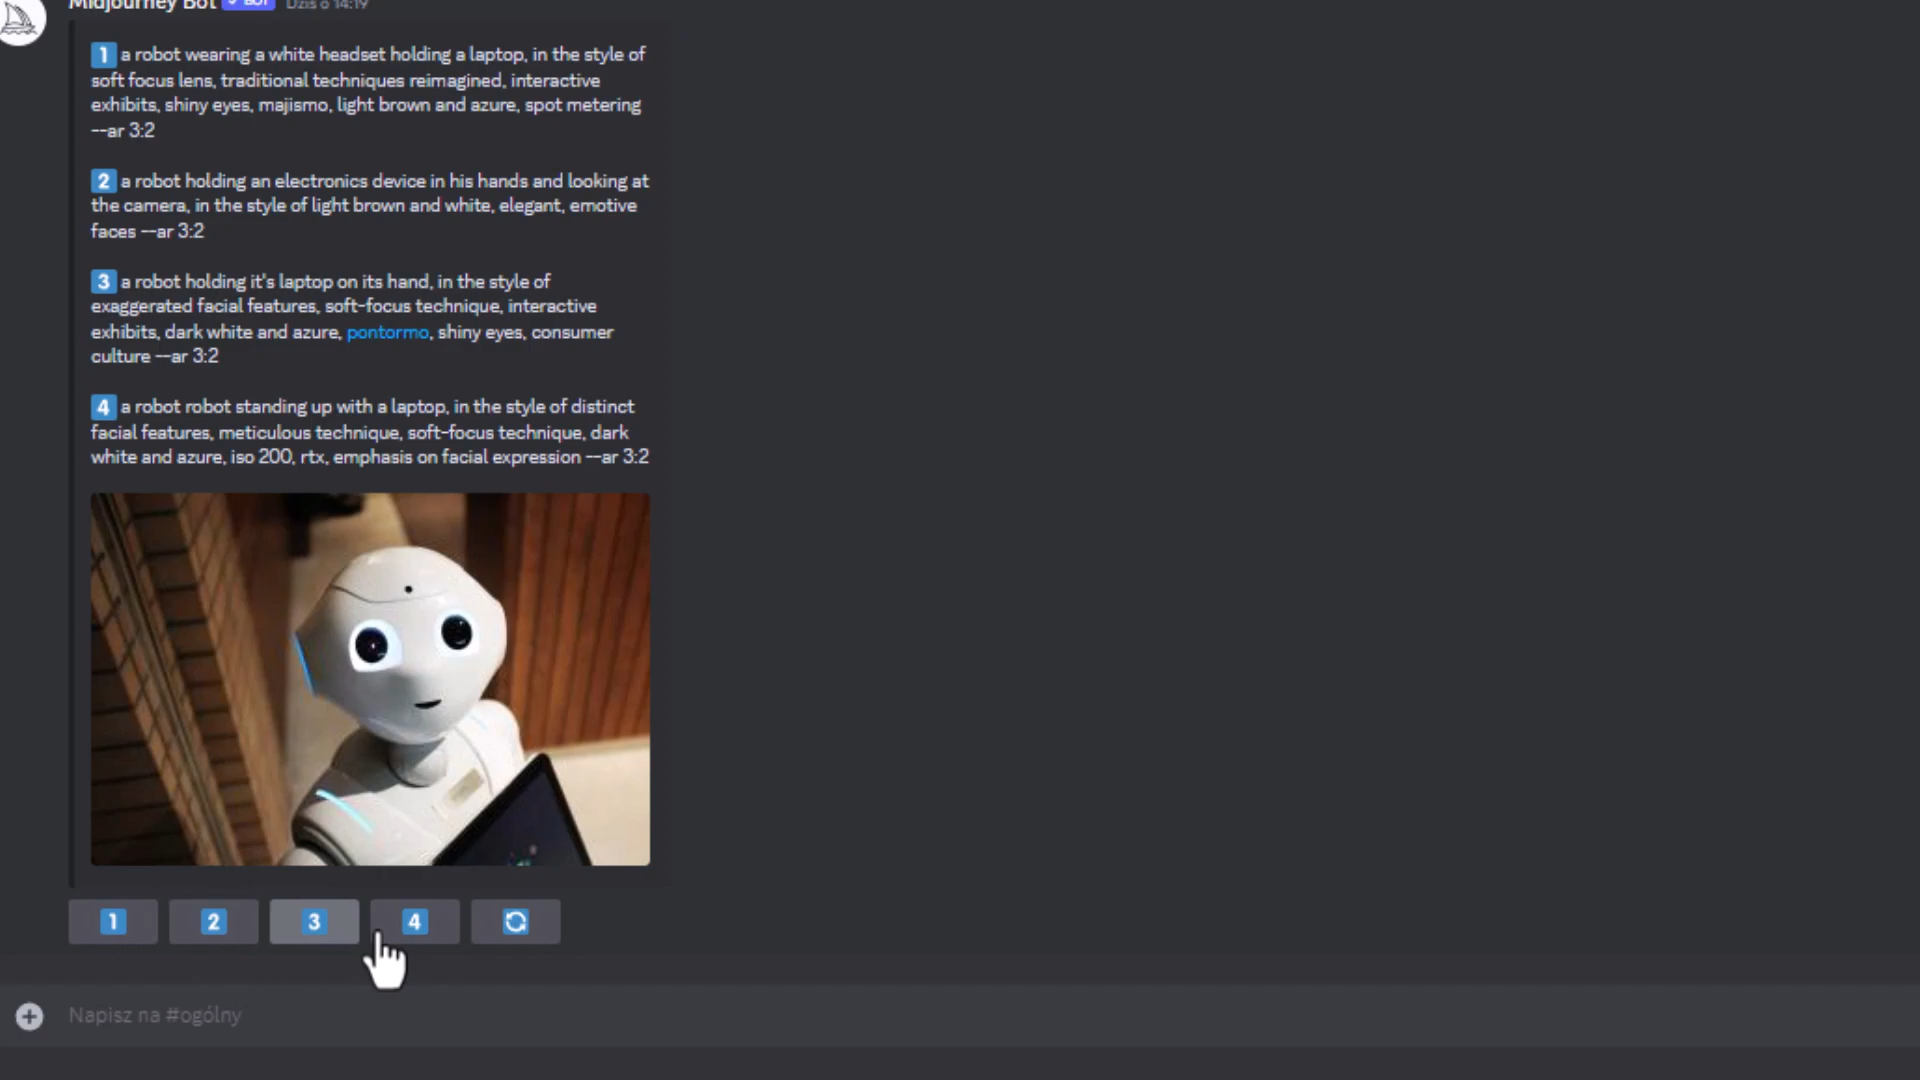 Midjourney Bot ✓ BOT Dziś o 14:19
1 a robot wearing a white headset holding a laptop, in the style of
soft focus lens, traditional techniques reimagined, interactive
exhibits, shiny eyes, majismo, light brown and azure, spot metering
--ar 3:2
2 a robot holding an electronics device in his hands and looking at
the camera, in the style of light brown and white, elegant, emotive
faces --ar 3:2
3 a robot holding it's laptop on its hand, in the style of
exaggerated facial features, soft-focus technique, interactive
exhibits, dark white and azure, pontormo, shiny eyes, consumer
culture --ar 3:2
4 a robot robot standing up with a laptop, in the style of distinct
facial features, meticulous technique, soft-focus technique, dark
white and azure, iso 200, rtx, emphasis on facial expression --ar 3:2
1 2 3 4
Napisz na #ogólny